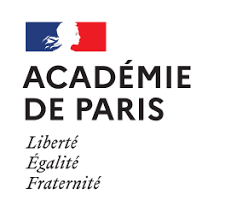 ACADÉMIE
DE PARIS
Liberté
Égalité
Fraternité